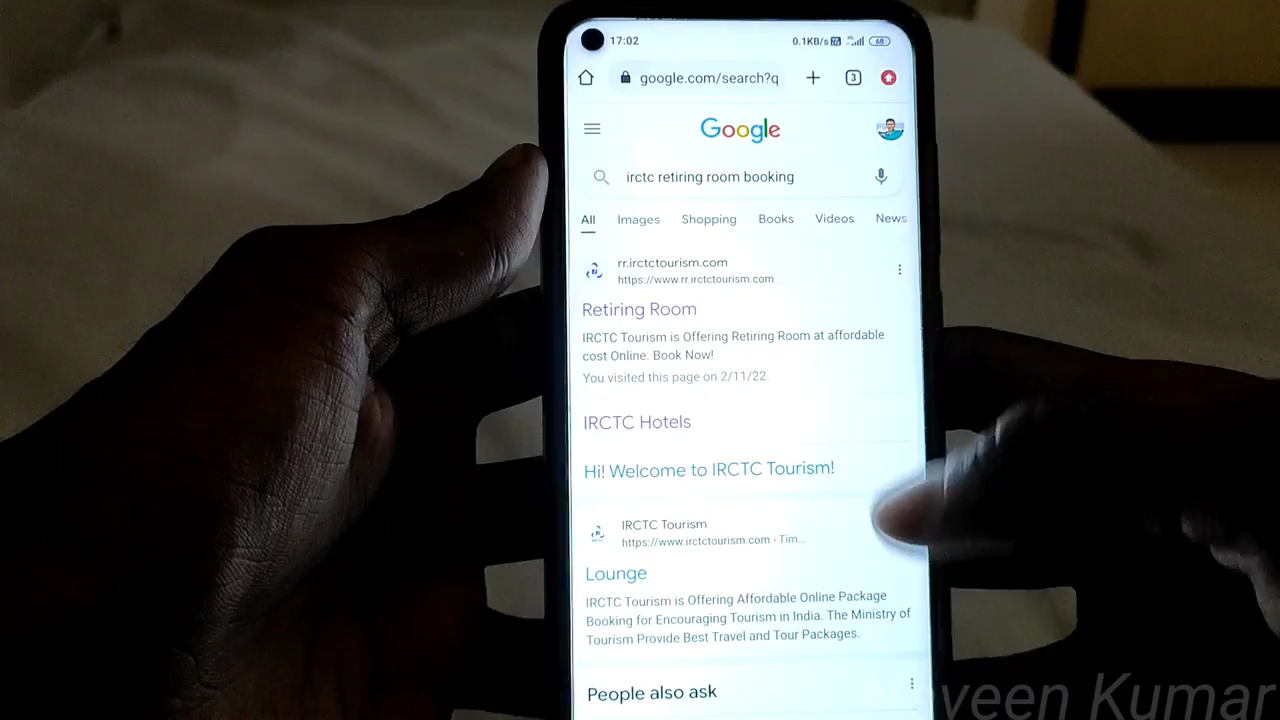 17:02
0.1KB/s
68
google.com/search?q
3
Google
irctc retiring room booking
All Images Shopping Books Videos News
rr.irctctourism.com
https://www.rr.irctctourism.com
Retiring Room
IRCTC Tourism is Offering Retiring Room at affordable
cost Online. Book Now!
You visited this page on 2/11/22.
IRCTC Hotels
Hi! Welcome to IRCTC Tourism!
IRCTC Tourism
https://www.irctctourism.com › Tim...
Lounge
IRCTC Tourism is Offering Affordable Online Package
Booking for Encouraging Tourism in India. The Ministry of
Tourism Provide Best Travel and Tour Packages.
People also ask
veen Kumar